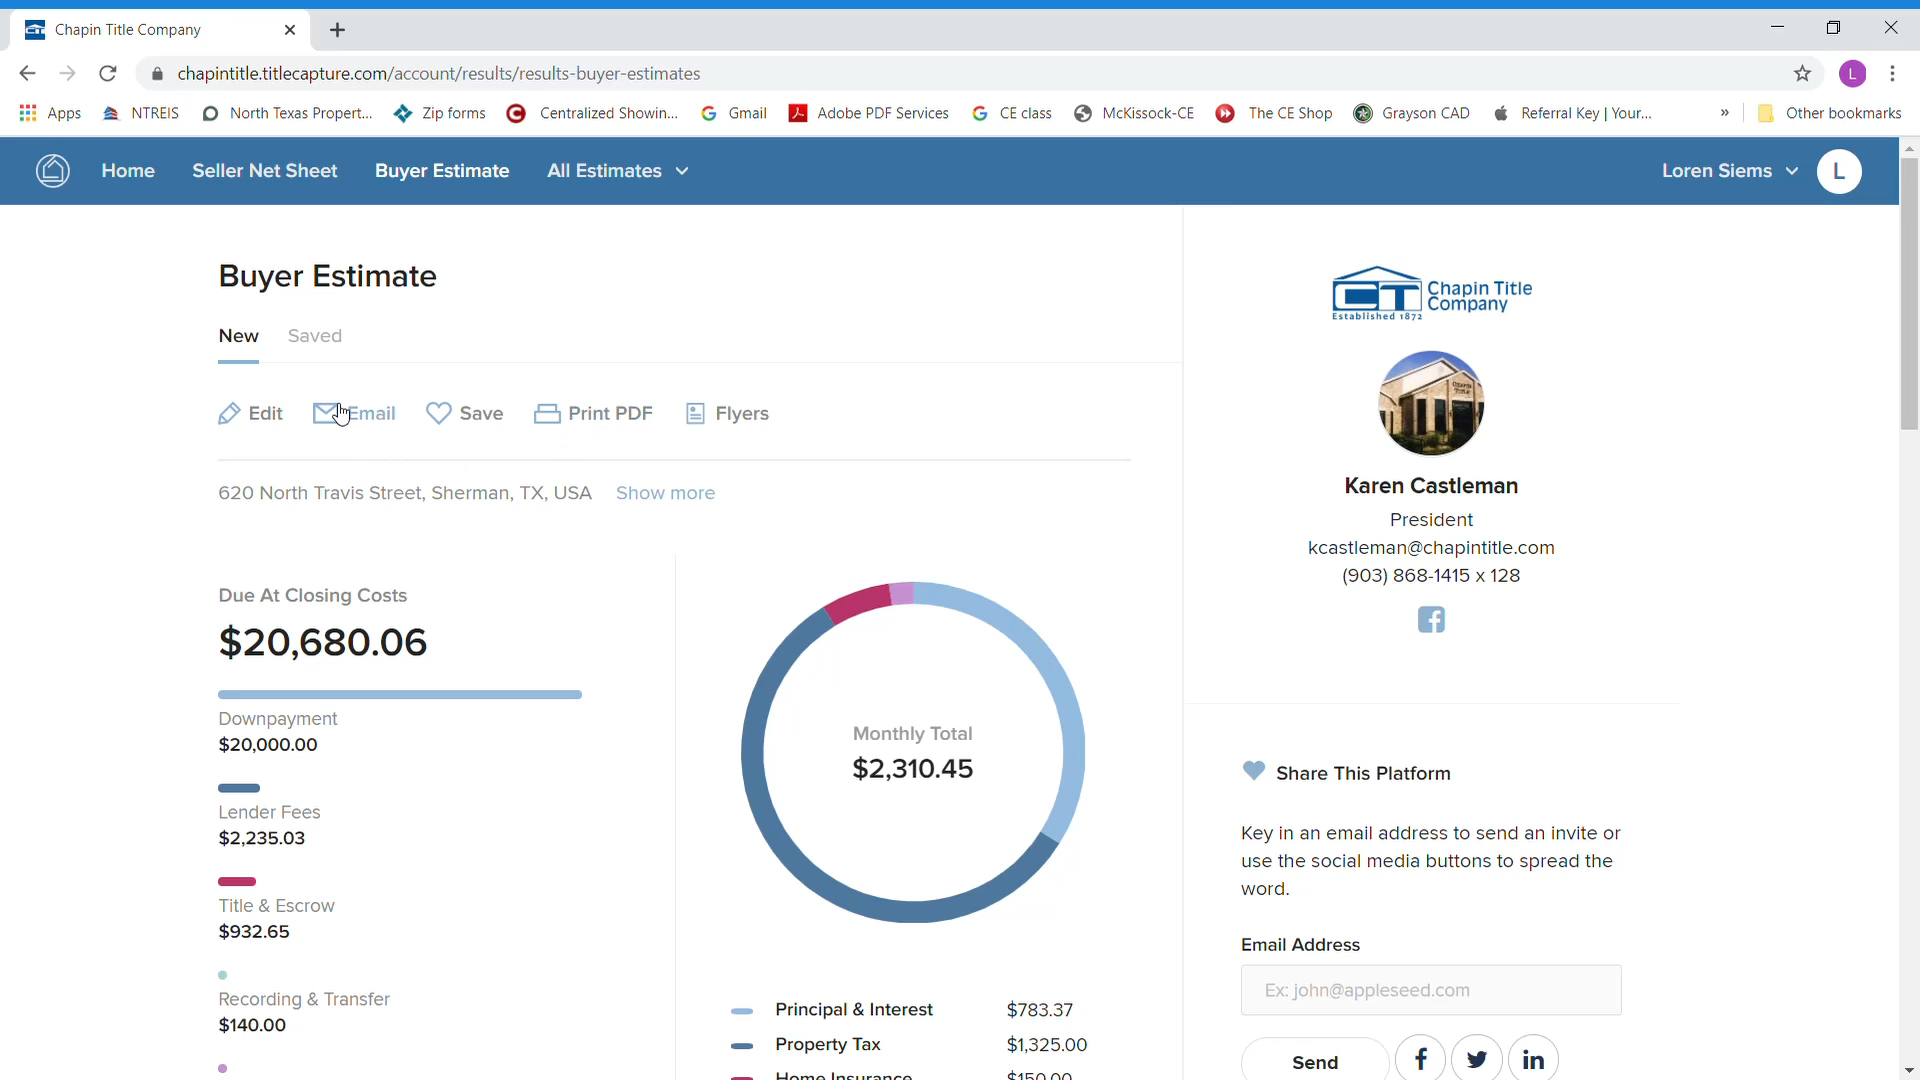 Chapin Title Company
chapintitle.titlecapture.com/account/results/results-buyer-estimates
L
Apps
NTREIS
North Texas Propert...
Zip forms
Centralized Showin...
Gmail
Adobe PDF Services
CE class
McKissock-CE
The CE Shop
Grayson CAD
Referral Key | Your...
»
Other bookmarks
Home
Seller Net Sheet
Buyer Estimate
All Estimates
Loren Siems
L
Buyer Estimate
New
Saved
Edit
Email
Save
Print PDF
Flyers
620 North Travis Street, Sherman, TX, USA
Show more
Due At Closing Costs
$20,680.06
Downpayment
$20,000.00
Lender Fees
$2,235.03
Title & Escrow
$932.65
Recording & Transfer
$140.00
Monthly Total
$2,310.45
Principal & Interest
$783.37
Property Tax
$1,325.00
Home Insurance
$150.00
CT
Chapin Title
Company
Established 1872
Karen Castleman
President
kcastleman@chapintitle.com
(903) 868-1415 x 128
Share This Platform
Key in an email address to send an invite or
use the social media buttons to spread the
word.
Email Address
Ex: john@appleseed.com
Send